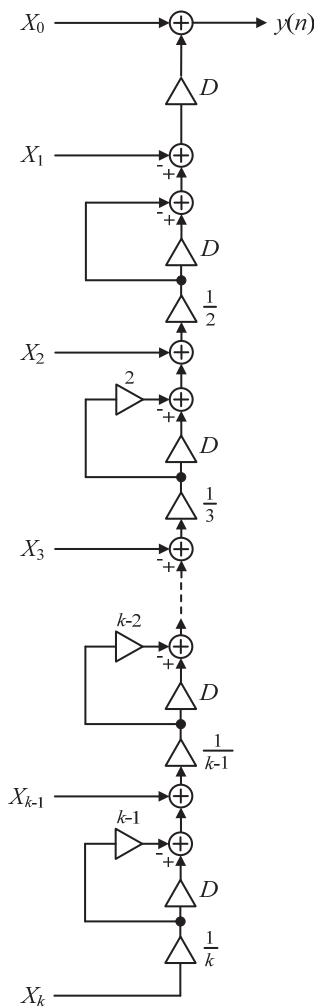 X₀ y(n)
D
X₁ - +
- +
D
1/2
X₂
2
- +
D
1/3
X₃
- +
k-2
- +
D
1/(k-1)
Xₖ₋₁
k-1
- +
D
1/k
Xₖ